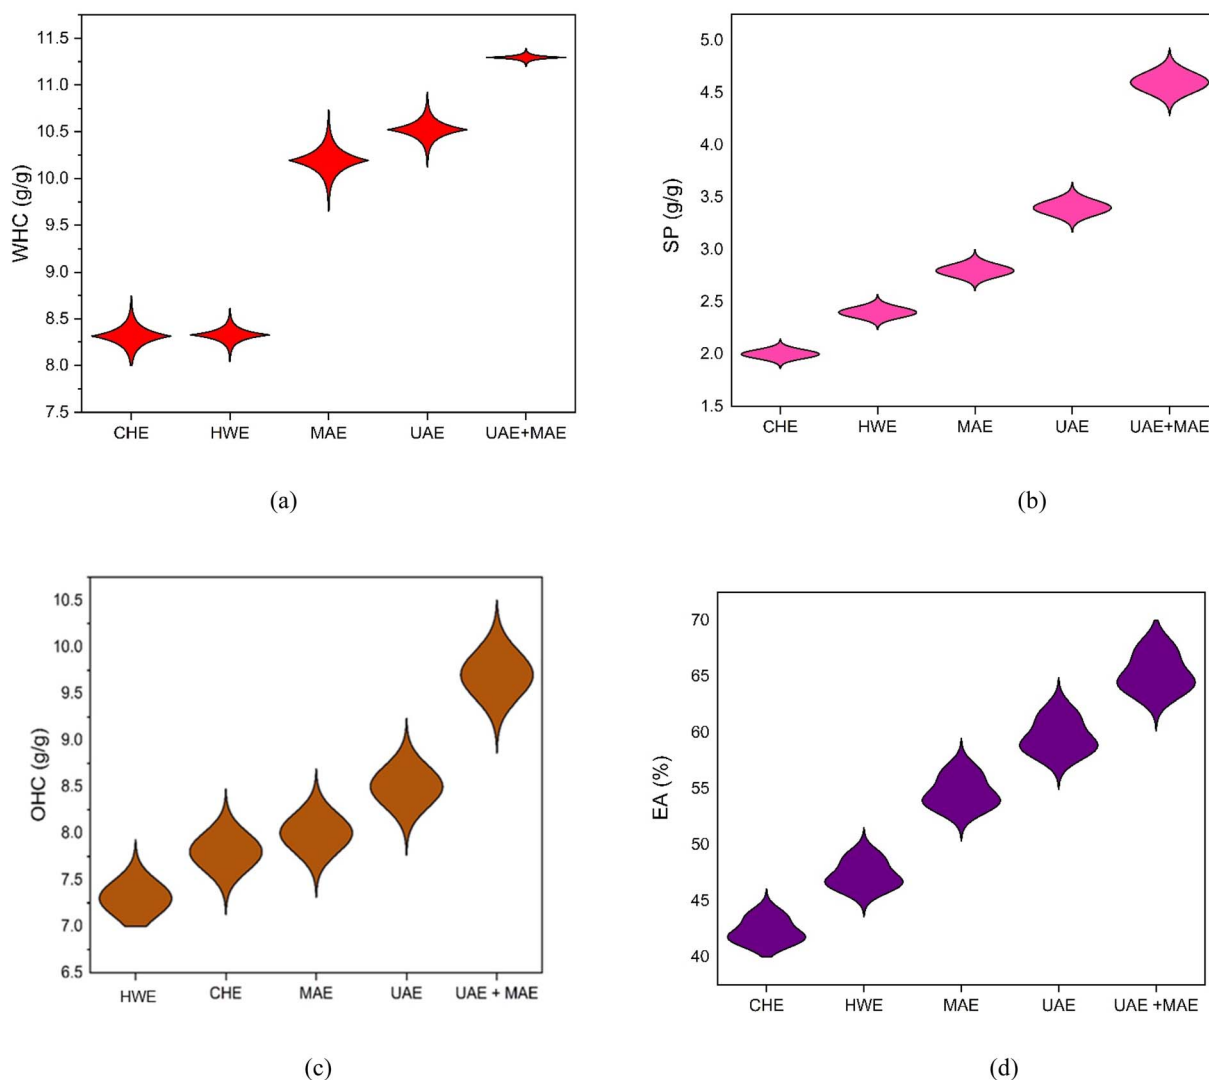 WHC (g/g)
11.5
11.0
10.5
10.0
9.5
9.0
8.5
8.0
7.5
CHE HWE MAE UAE UAE+MAE
(a)
SP (g/g)
5.0
4.5
4.0
3.5
3.0
2.5
2.0
1.5
CHE HWE MAE UAE UAE+MAE
(b)
OHC (g/g)
10.5
10.0
9.5
9.0
8.5
8.0
7.5
7.0
6.5
HWE CHE MAE UAE UAE + MAE
(c)
EA (%)
70
65
60
55
50
45
40
CHE HWE MAE UAE UAE +MAE
(d)